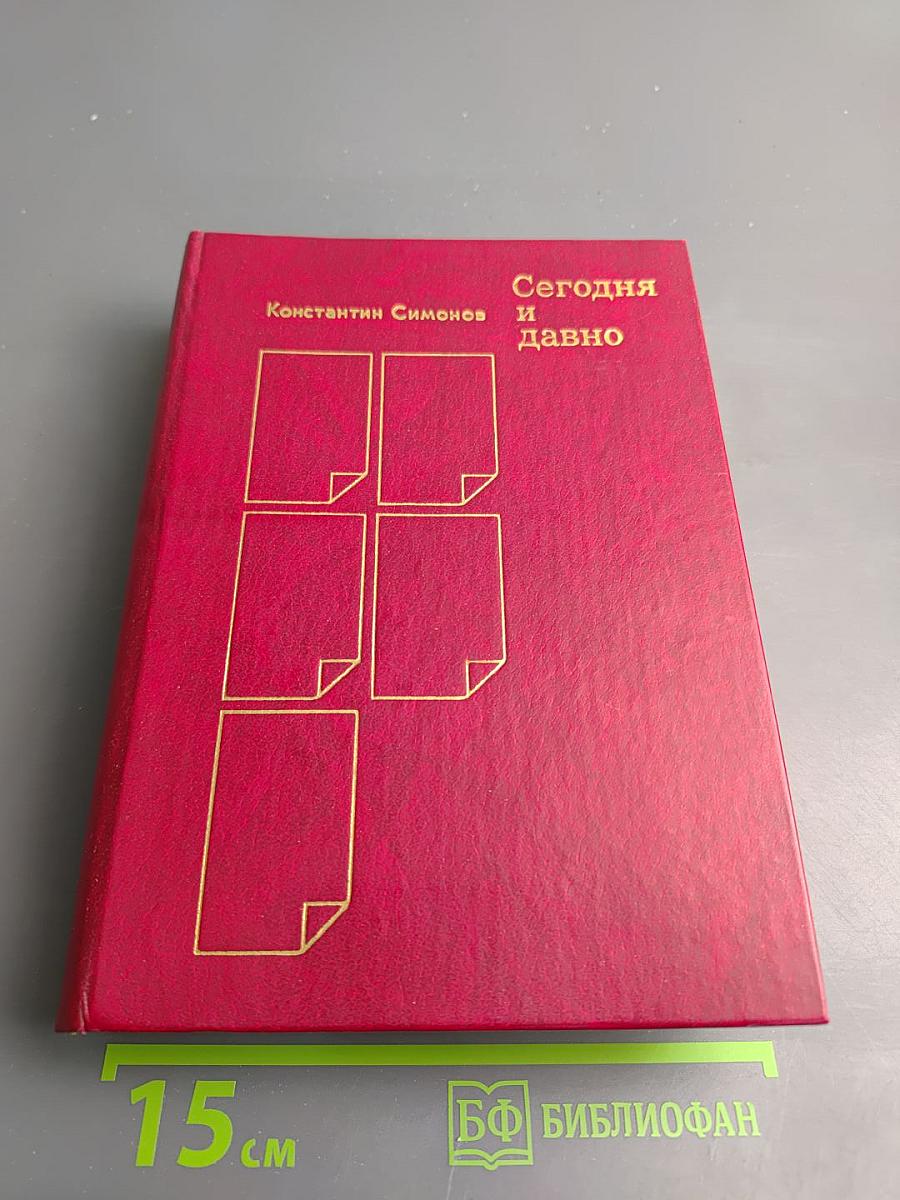 Константин Симонов
Сегодня
и
давно
15 см
БФ БИБЛИОФАН